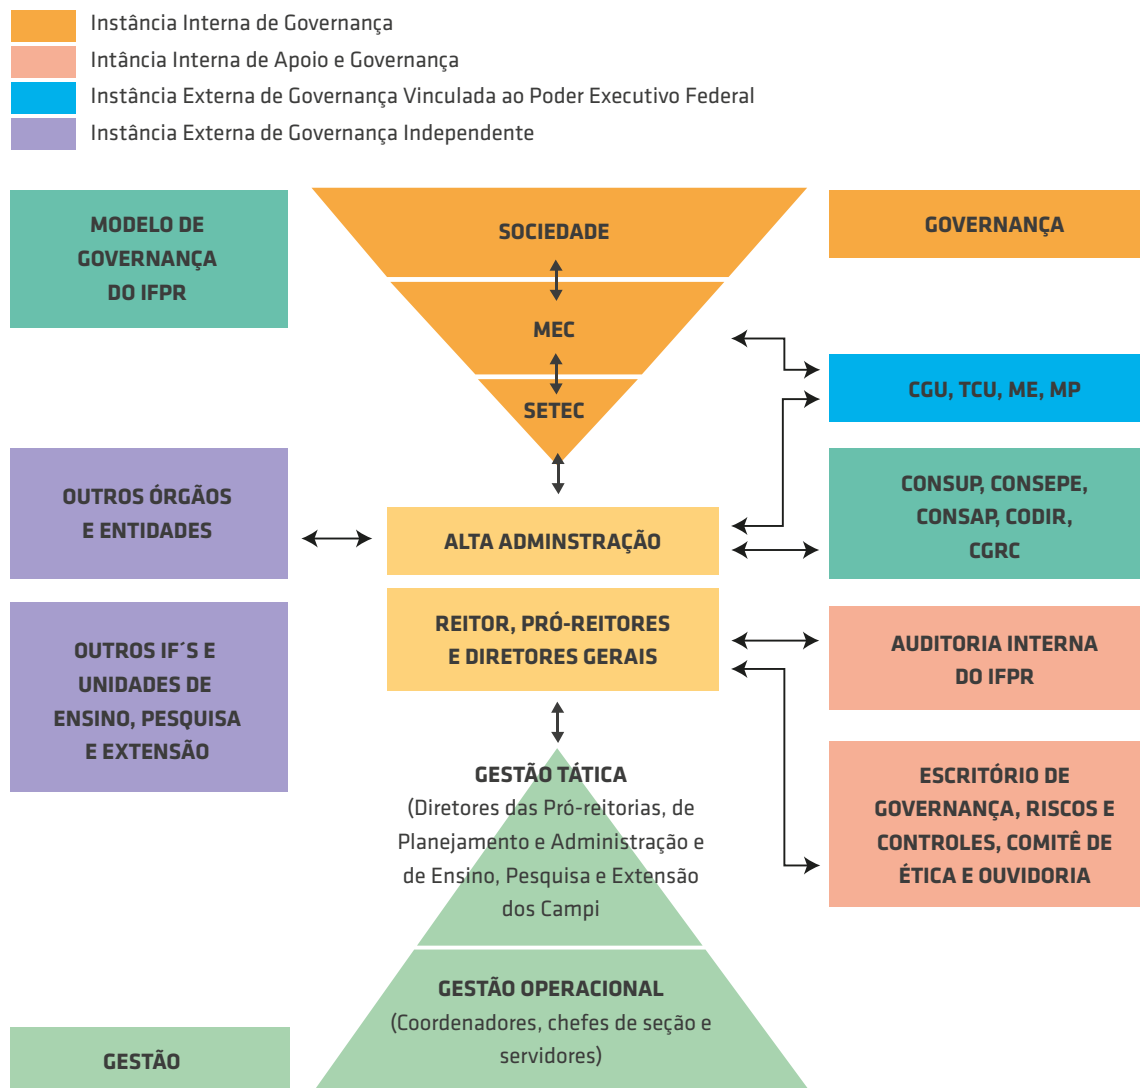 Instância Interna de Governança
Intância Interna de Apoio e Governança
Instância Externa de Governança Vinculada ao Poder Executivo Federal
Instância Externa de Governança Independente
MODELO DE
GOVERNANÇA
DO IFPR
SOCIEDADE
MEC
SETEC
GOVERNANÇA
CGU, TCU, ME, MP
OUTROS ÓRGÃOS
E ENTIDADES
ALTA ADMINSTRAÇÃO
CONSUP, CONSEPE,
CONSAP, CODIR,
CGRC
OUTROS IF´S E
UNIDADES DE
ENSINO, PESQUISA
E EXTENSÃO
REITOR, PRÓ-REITORES
E DIRETORES GERAIS
AUDITORIA INTERNA
DO IFPR
ESCRITÓRIO DE
GOVERNANÇA, RISCOS E
CONTROLES, COMITÊ DE
ÉTICA E OUVIDORIA
GESTÃO TÁTICA
(Diretores das Pró-reitorias, de
Planejamento e Administração e
de Ensino, Pesquisa e Extensão
dos Campi
GESTÃO OPERACIONAL
(Coordenadores, chefes de seção e
servidores)
GESTÃO